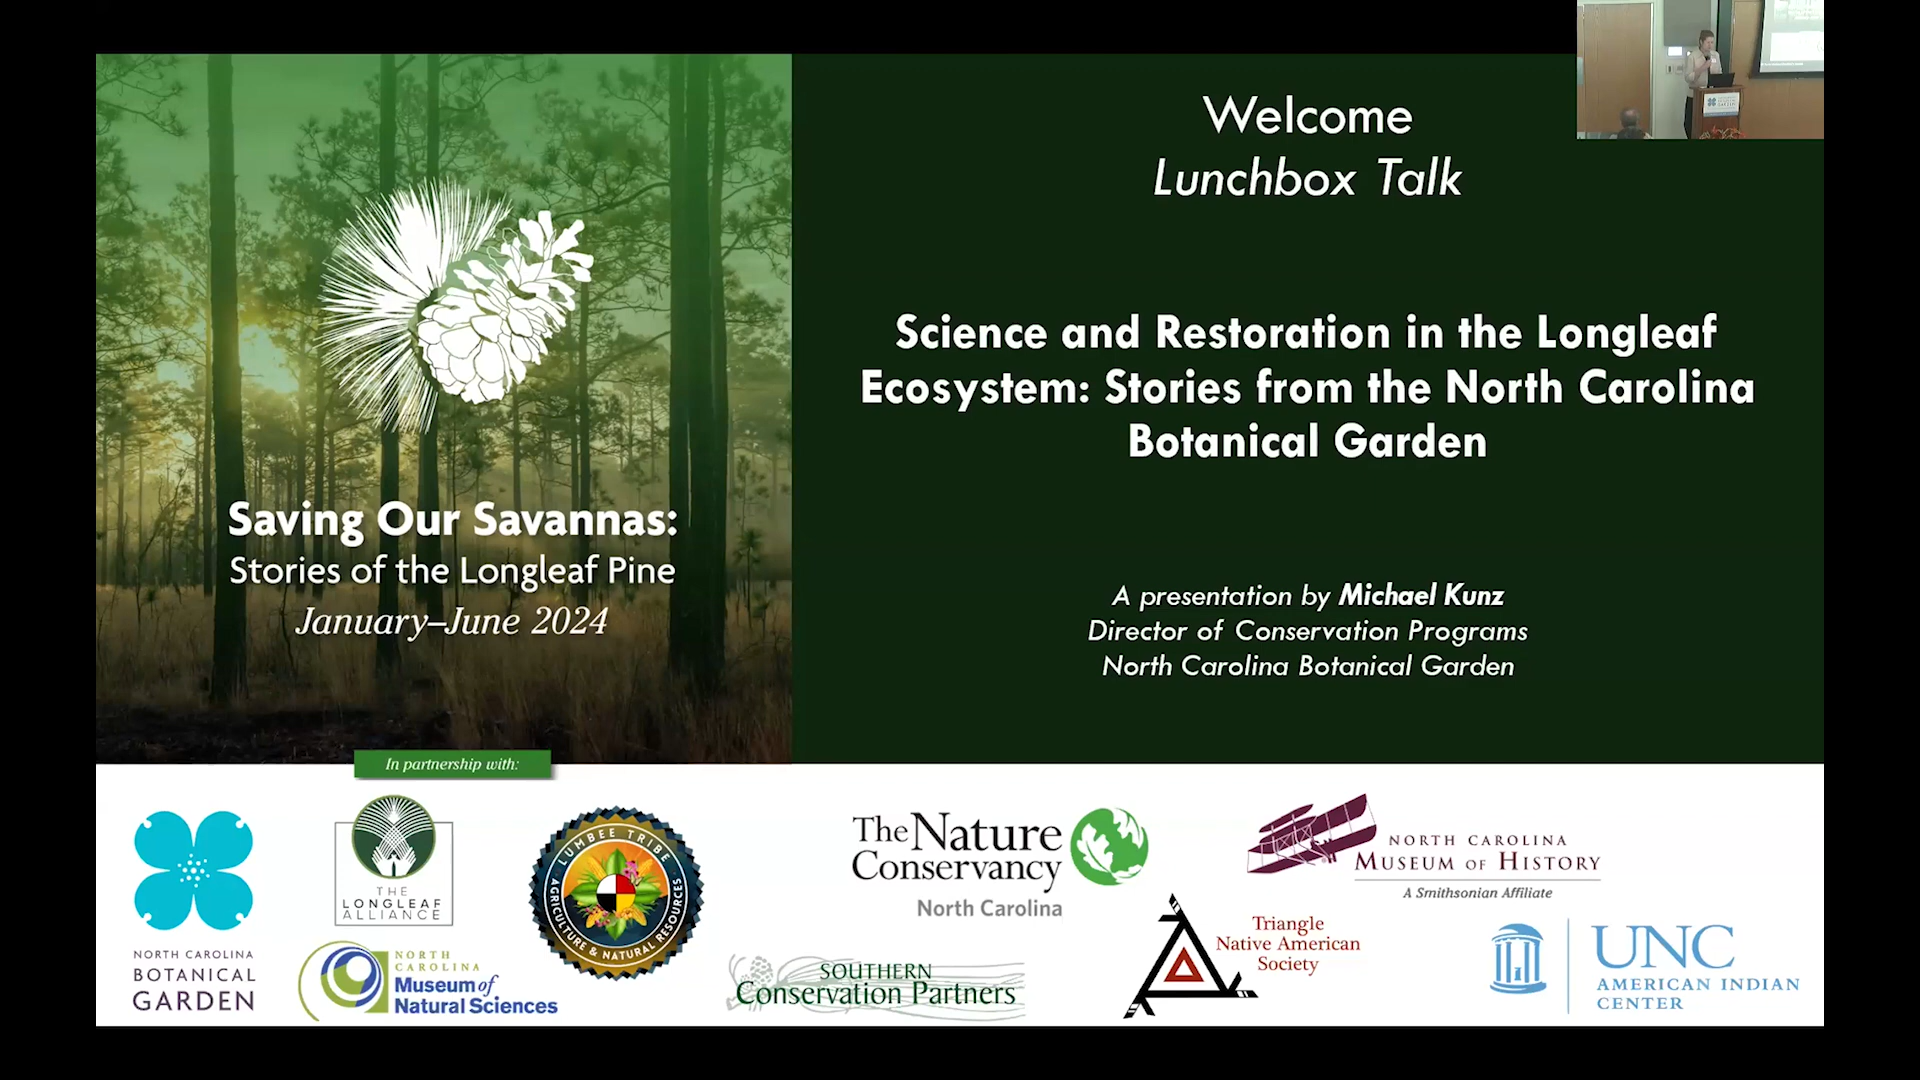 Welcome
Lunchbox Talk
Science and Restoration in the Longleaf
Ecosystem: Stories from the North Carolina
Botanical Garden
A presentation by Michael Kunz
Director of Conservation Programs
North Carolina Botanical Garden
Saving Our Savannas:
Stories of the Longleaf Pine
January–June 2024
In partnership with:
NORTH CAROLINA
BOTANICAL
GARDEN
THE
LONGLEAF
ALLIANCE
NORTH
CAROLINA
Museum of
Natural Sciences
LUMBEE TRIBE
AGRICULTURE & NATURAL RESOURCES
The Nature
Conservancy
North Carolina
SOUTHERN
Conservation Partners
NORTH CAROLINA
MUSEUM OF HISTORY
A Smithsonian Affiliate
Triangle
Native American
Society
UNC
AMERICAN INDIAN
CENTER